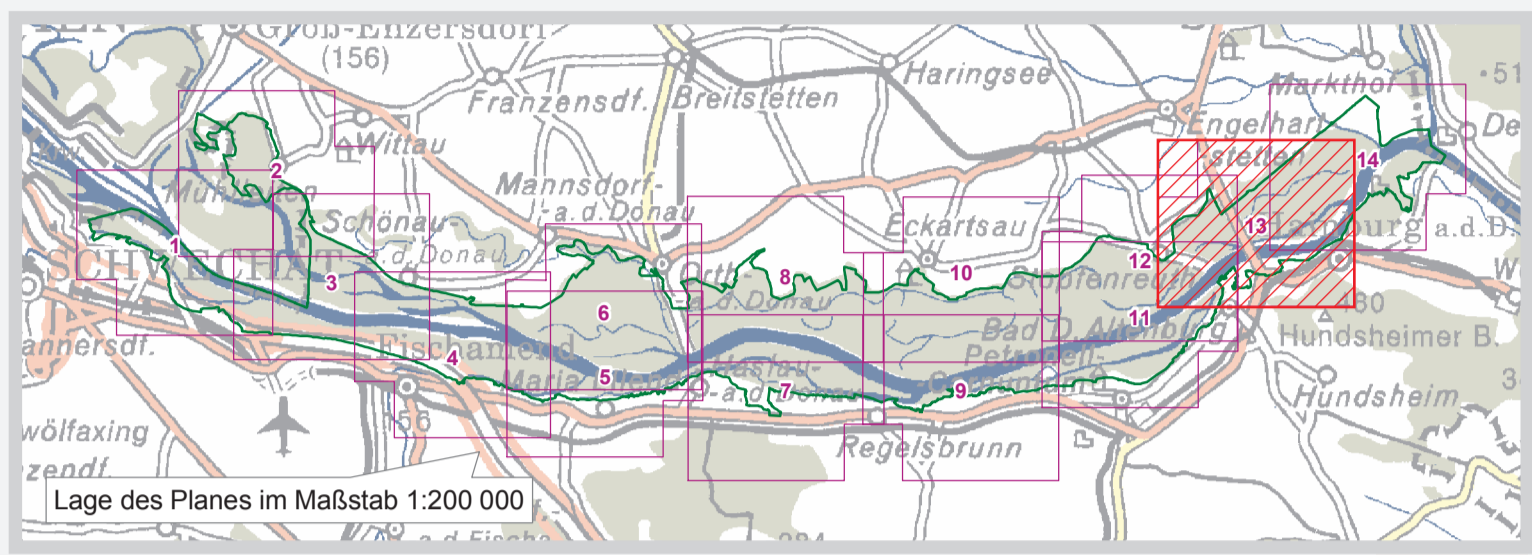 Groß-Enzersdorf
(156)
Haringsee
Markthof
Franzensdf.
Breitstetten
Engelhart-
stetten
Wittau
2
14
Mühlleiten
Mannsdorf-
a.d.Donau
Schönau-
a.d.Donau
Eckartsau
13
Hainburg a.d.D.
1
SCHWECHAT
3
Orth-
a.d.Donau
8
10
12
Stopfenreuth
6
11
Bad D. Altenburg
180
Hundsheimer B.
Fischamend
4
Petronell-
Carnuntum
Maria Ellend
5
Haslau-
a.d.Donau
7
9
Hundsheim
156
Regelsbrunn
Lage des Planes im Maßstab 1:200 000